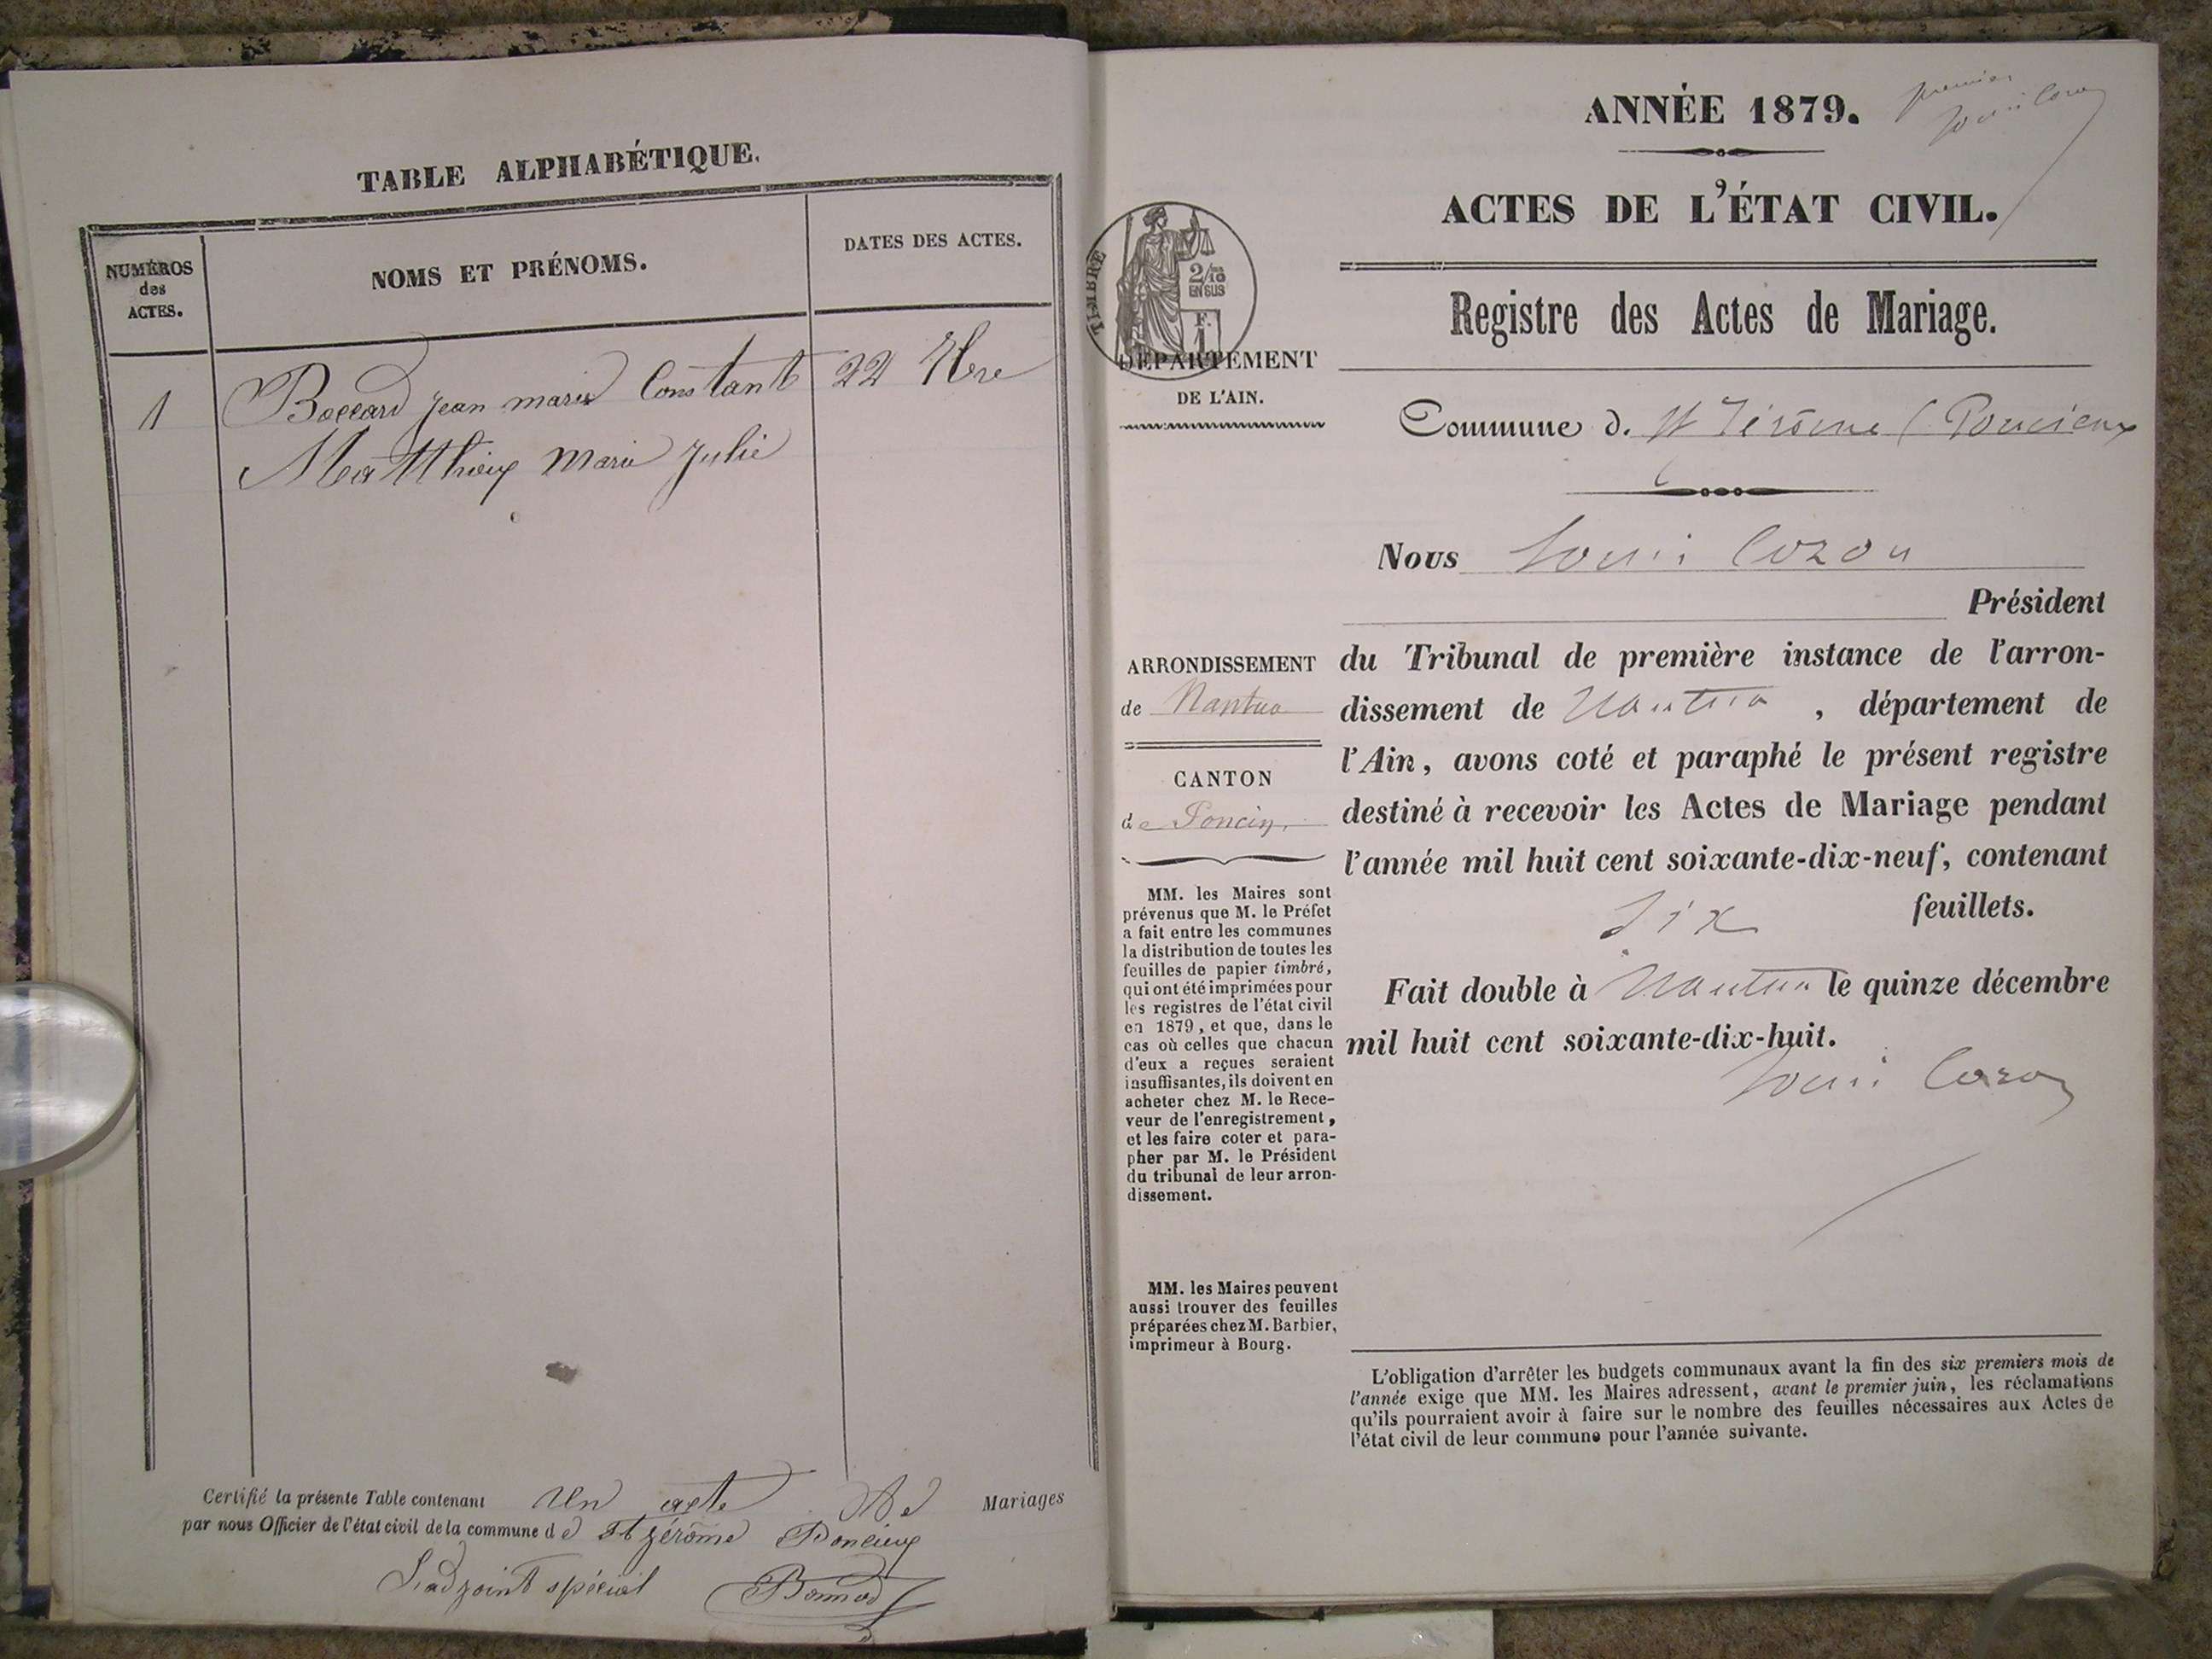 TABLE ALPHABÉTIQUE.
NUMÉROS
des
ACTES.
NOMS ET PRÉNOMS.
DATES DES ACTES.
1
Boccard Jean marie Constant
22
Matthieux Marie Julie
Certifié la présente Table contenant Un acte de Mariages
par nous Officier de l'état civil de la commune de St Jérôme Poncieux
L'adjoint spécial
ANNÉE 1879.
premier
Louis Cozon
ACTES DE L'ÉTAT CIVIL.
TIMBRE
2/10
EN SUS
F.
1
DÉPARTEMENT
DE L'AIN.
Registre des Actes de Mariage.
Commune d. St Jérôme (Poncieux
Nous Louis Cozon
Président
ARRONDISSEMENT
de Nantua
CANTON
de Poncin,
du Tribunal de première instance de l'arron-
dissement de Nantua, département de
l'Ain, avons coté et paraphé le présent registre
destiné à recevoir les Actes de Mariage pendant
l'année mil huit cent soixante-dix-neuf, contenant
Six feuillets.
Fait double à Nantua le quinze décembre
mil huit cent soixante-dix-huit.
Louis Cozon
MM. les Maires sont
prévenus que M. le Préfet
a fait entre les communes
la distribution de toutes les
feuilles de papier timbré,
qui ont été imprimées pour
les registres de l'état civil
en 1879, et que, dans le
cas où celles que chacun
d'eux a reçues seraient
insuffisantes, ils doivent en
acheter chez M. le Rece-
veur de l'enregistrement,
et les faire coter et para-
pher par M. le Président
du tribunal de leur arron-
dissement.
MM. les Maires peuvent
aussi trouver des feuilles
préparées chez M. Barbier,
imprimeur à Bourg.
L'obligation d'arrêter les budgets communaux avant la fin des six premiers mois de
l'année exige que MM. les Maires adressent, avant le premier juin, les réclamations
qu'ils pourraient avoir à faire sur le nombre des feuilles nécessaires aux Actes de
l'état civil de leur commune pour l'année suivante.